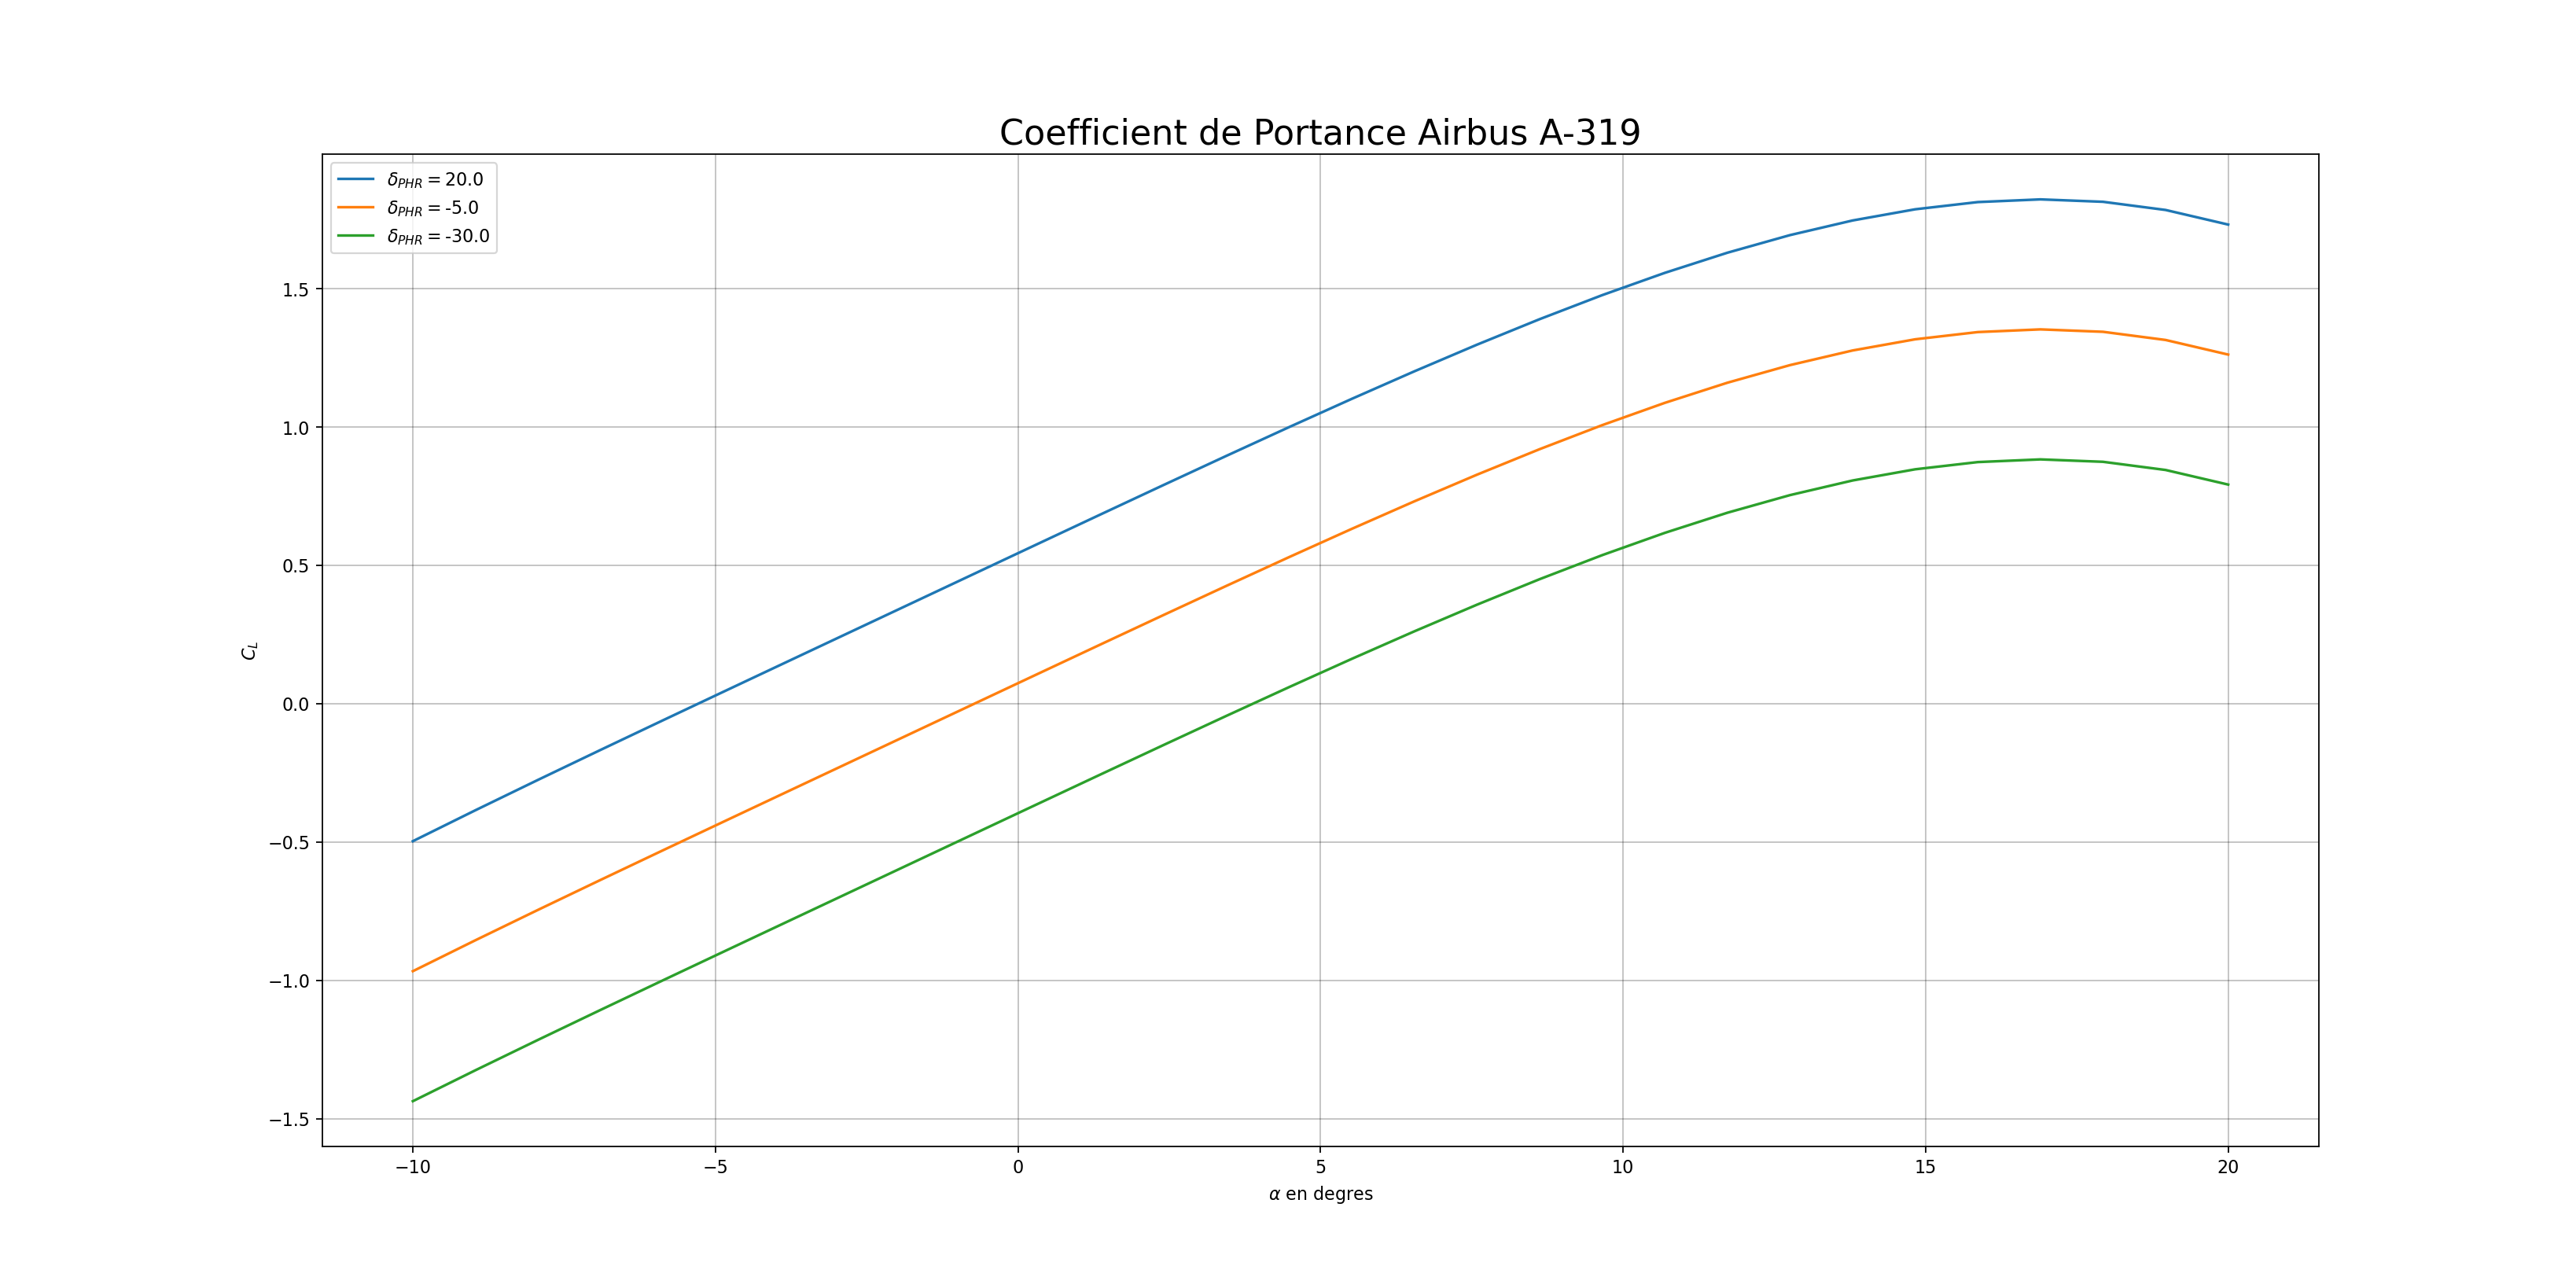 Coefficient de Portance Airbus A-319
δPHR = 20.0
δPHR = -5.0
δPHR = -30.0
1.5
1.0
0.5
0.0
−0.5
−1.0
−1.5
CL
−10
−5
0
5
10
15
20
α en degres